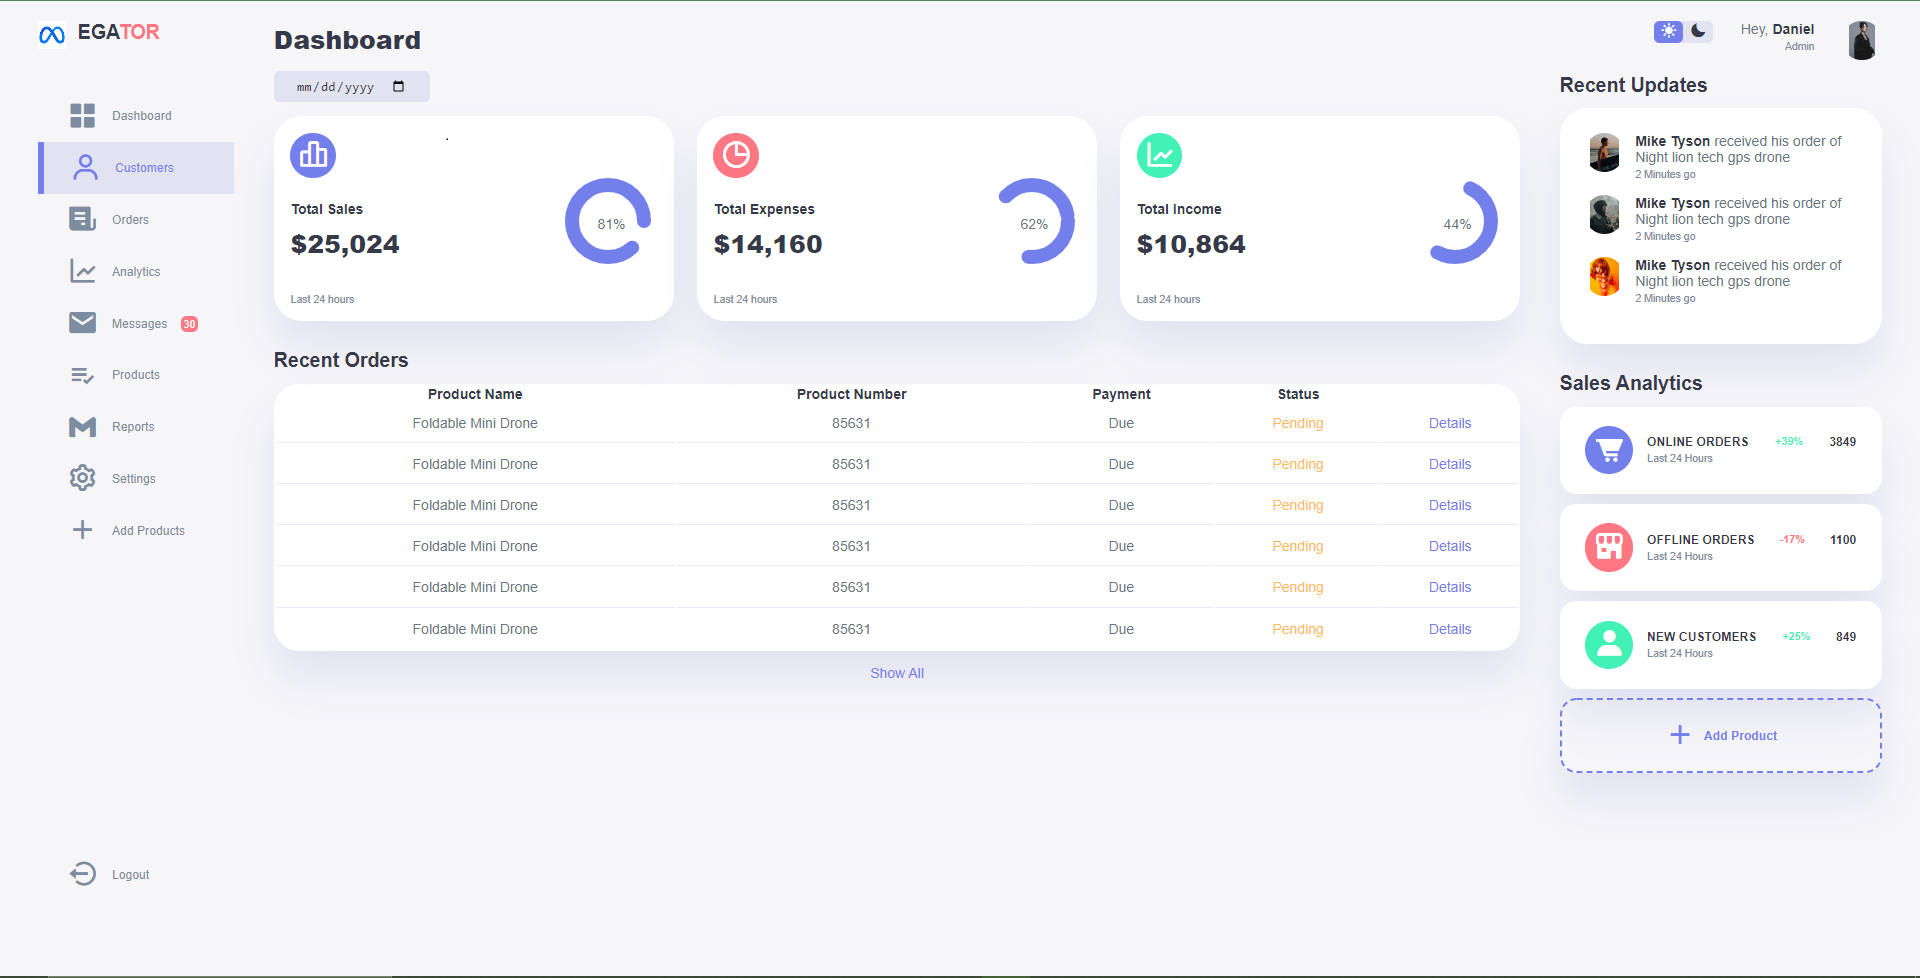 EGATOR
Dashboard
Customers
Orders
Analytics
Messages 30
Products
Reports
Settings
Add Products
Logout
Dashboard
mm/dd/yyyy
Total Sales
$25,024
81%
Last 24 hours
Total Expenses
$14,160
62%
Last 24 hours
Total Income
$10,864
44%
Last 24 hours
Recent Orders
Product Name Product Number Payment Status
Foldable Mini Drone 85631 Due Pending Details
Foldable Mini Drone 85631 Due Pending Details
Foldable Mini Drone 85631 Due Pending Details
Foldable Mini Drone 85631 Due Pending Details
Foldable Mini Drone 85631 Due Pending Details
Foldable Mini Drone 85631 Due Pending Details
Show All
Hey, Daniel
Admin
Recent Updates
Mike Tyson received his order of
Night lion tech gps drone
2 Minutes go
Mike Tyson received his order of
Night lion tech gps drone
2 Minutes go
Mike Tyson received his order of
Night lion tech gps drone
2 Minutes go
Sales Analytics
ONLINE ORDERS +39% 3849
Last 24 Hours
OFFLINE ORDERS -17% 1100
Last 24 Hours
NEW CUSTOMERS +25% 849
Last 24 Hours
Add Product